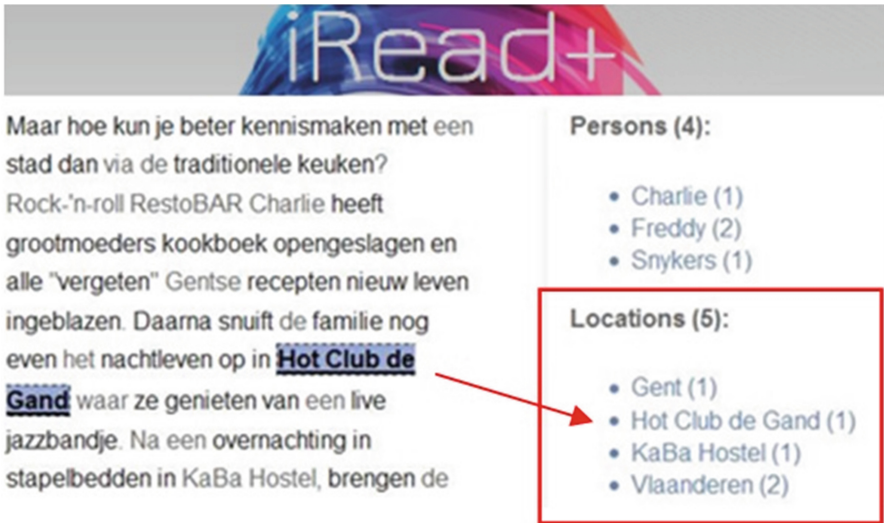 iRead+
Maar hoe kun je beter kennismaken met een
stad dan via de traditionele keuken?
Rock-'n-roll RestoBAR Charlie heeft
grootmoeders kookboek opengeslagen en
alle "vergeten" Gentse recepten nieuw leven
ingeblazen. Daarna snuift de familie nog
even het nachtleven op in Hot Club de
Gand waar ze genieten van een live
jazzbandje. Na een overnachting in
stapelbedden in KaBa Hostel, brengen de
Persons (4):
Charlie (1)
Freddy (2)
Snykers (1)
Locations (5):
Gent (1)
Hot Club de Gand (1)
KaBa Hostel (1)
Vlaanderen (2)